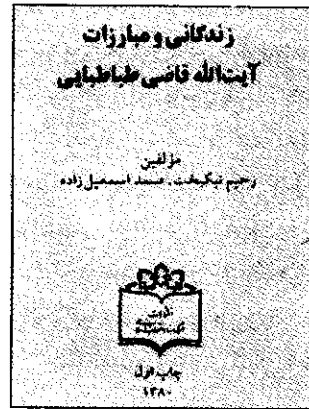 زندگانی و مبارزات
آیت‌الله قاضی طباطبایی
مؤلفین
رحیم نیکبخت، صمد اسمعیل زاده
چاپ اول
۱۳۸۰